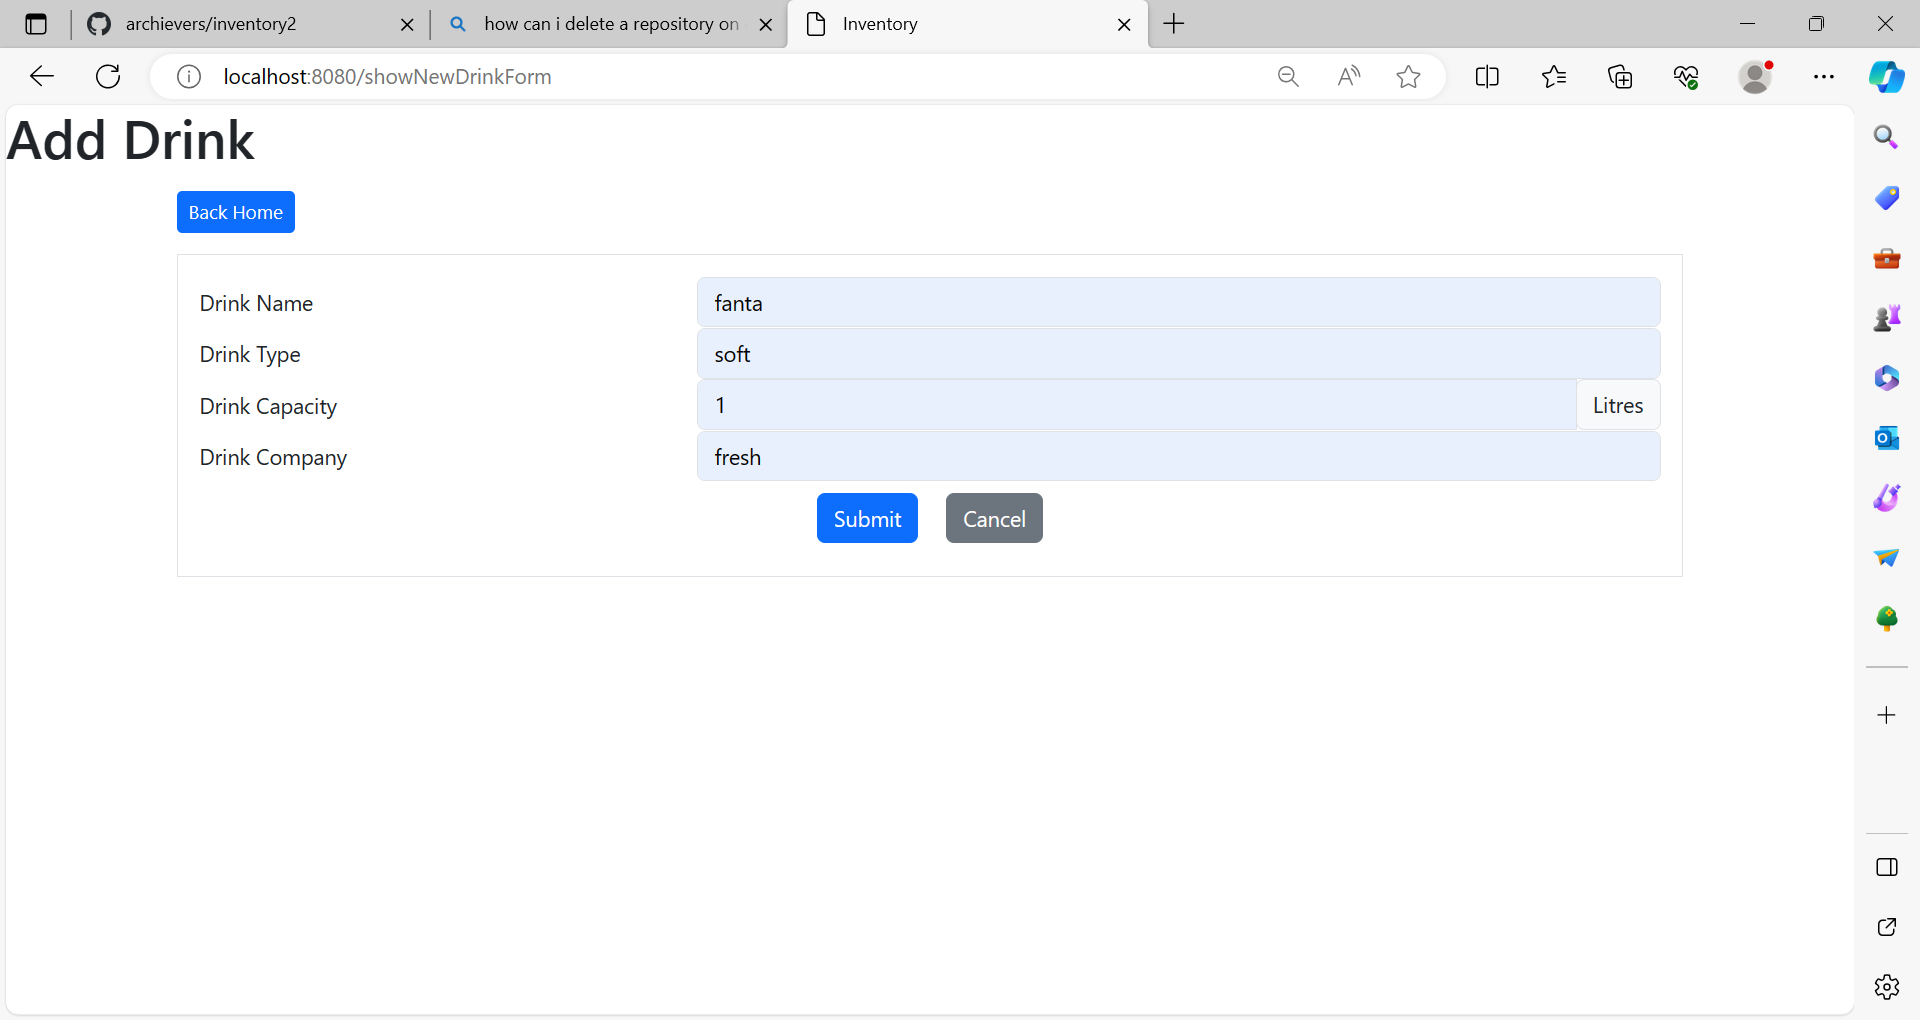 archievers/inventory2
how can i delete a repository on
Inventory
localhost:8080/showNewDrinkForm
Add Drink
Back Home
Drink Name
fanta
Drink Type
soft
Drink Capacity
1
Litres
Drink Company
fresh
Submit
Cancel